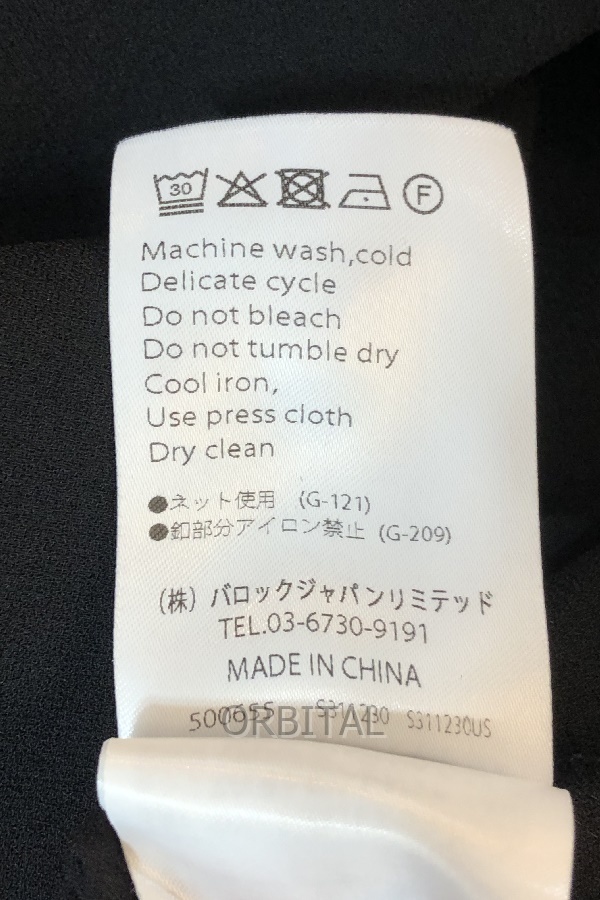 30 F
Machine wash,cold
Delicate cycle
Do not bleach
Do not tumble dry
Cool iron,
Use press cloth
Dry clean
●ネット使用 (G-121)
●釦部分アイロン禁止 (G-209)
(株) バロックジャパンリミテッド
TEL.03-6730-9191
MADE IN CHINA
500655 S311230 S311230US
ORBITAL